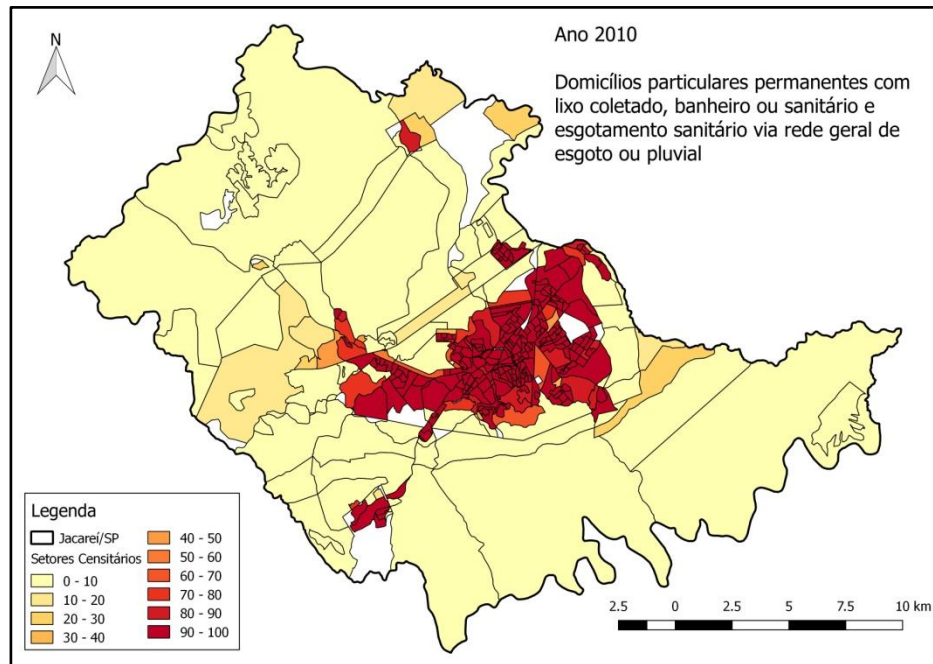 N
Ano 2010
Domicílios particulares permanentes com
lixo coletado, banheiro ou sanitário e
esgotamento sanitário via rede geral de
esgoto ou pluvial
Legenda
Jacareí/SP
Setores Censitários
0 - 10
10 - 20
20 - 30
30 - 40
40 - 50
50 - 60
60 - 70
70 - 80
80 - 90
90 - 100
2.5 0 2.5 5 7.5 10 km